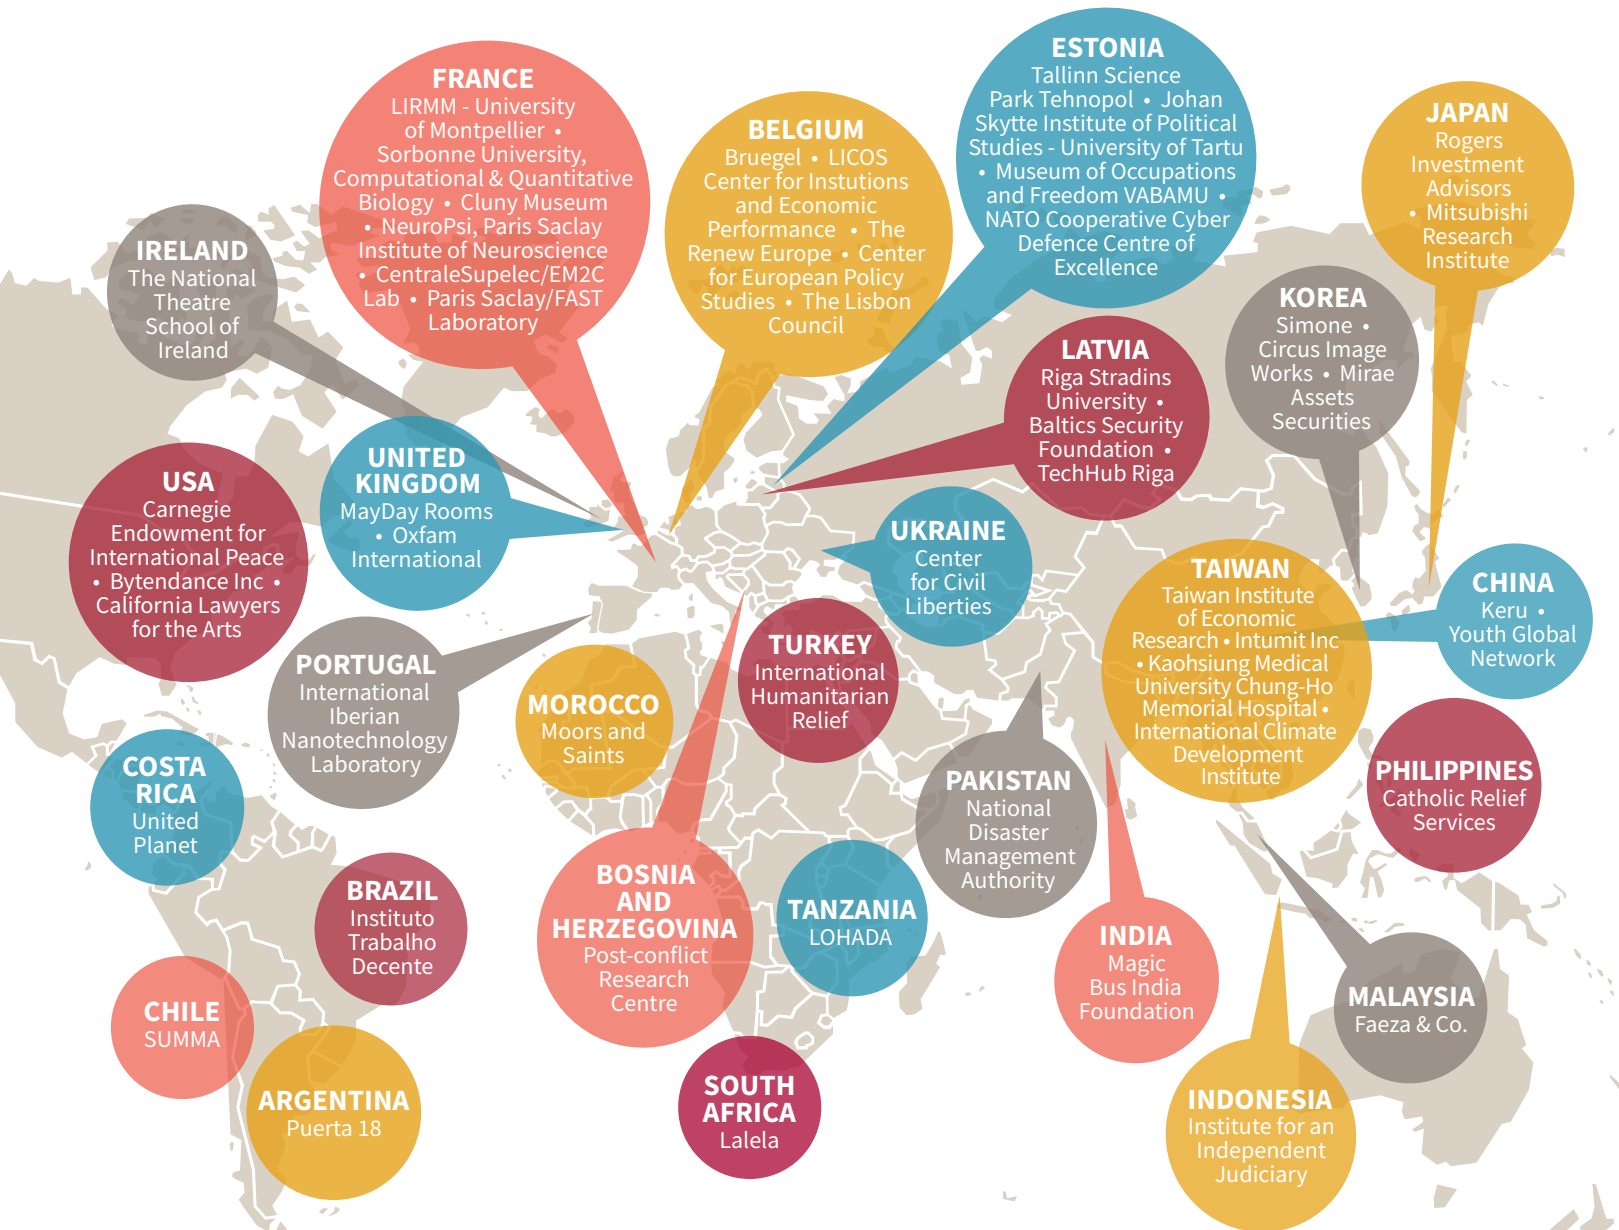 FRANCE
LIRMM - University
of Montpellier •
Sorbonne University,
Computational & Quantitative
Biology • Cluny Museum
• NeuroPsi, Paris Saclay
Institute of Neuroscience
• CentraleSupelec/EM2C
Lab • Paris Saclay/FAST
Laboratory
BELGIUM
Bruegel • LICOS
Center for Instutions
and Economic
Performance • The
Renew Europe • Center
for European Policy
Studies • The Lisbon
Council
ESTONIA
Tallinn Science
Park Tehnopol • Johan
Skytte Institute of Political
Studies - University of Tartu
• Museum of Occupations
and Freedom VABAMU •
NATO Cooperative Cyber
Defence Centre of
Excellence
JAPAN
Rogers
Investment
Advisors
• Mitsubishi
Research
Institute
IRELAND
The National
Theatre
School of
Ireland
KOREA
Simone •
Circus Image
Works • Mirae
Assets
Securities
LATVIA
Riga Stradins
University •
Baltics Security
Foundation •
TechHub Riga
USA
Carnegie
Endowment for
International Peace
• Bytendance Inc •
California Lawyers
for the Arts
UNITED
KINGDOM
MayDay Rooms
• Oxfam
International
UKRAINE
Center
for Civil
Liberties
TAIWAN
Taiwan Institute
of Economic
Research • Intumit Inc
• Kaohsiung Medical
University Chung-Ho
Memorial Hospital •
International Climate
Development
Institute
CHINA
Keru •
Youth Global
Network
PORTUGAL
International
Iberian
Nanotechnology
Laboratory
MOROCCO
Moors and
Saints
TURKEY
International
Humanitarian
Relief
COSTA
RICA
United
Planet
PAKISTAN
National
Disaster
Management
Authority
PHILIPPINES
Catholic Relief
Services
BRAZIL
Instituto
Trabalho
Decente
BOSNIA
AND
HERZEGOVINA
Post-conflict
Research
Centre
TANZANIA
LOHADA
INDIA
Magic
Bus India
Foundation
MALAYSIA
Faeza & Co.
CHILE
SUMMA
ARGENTINA
Puerta 18
SOUTH
AFRICA
Lalela
INDONESIA
Institute for an
Independent
Judiciary